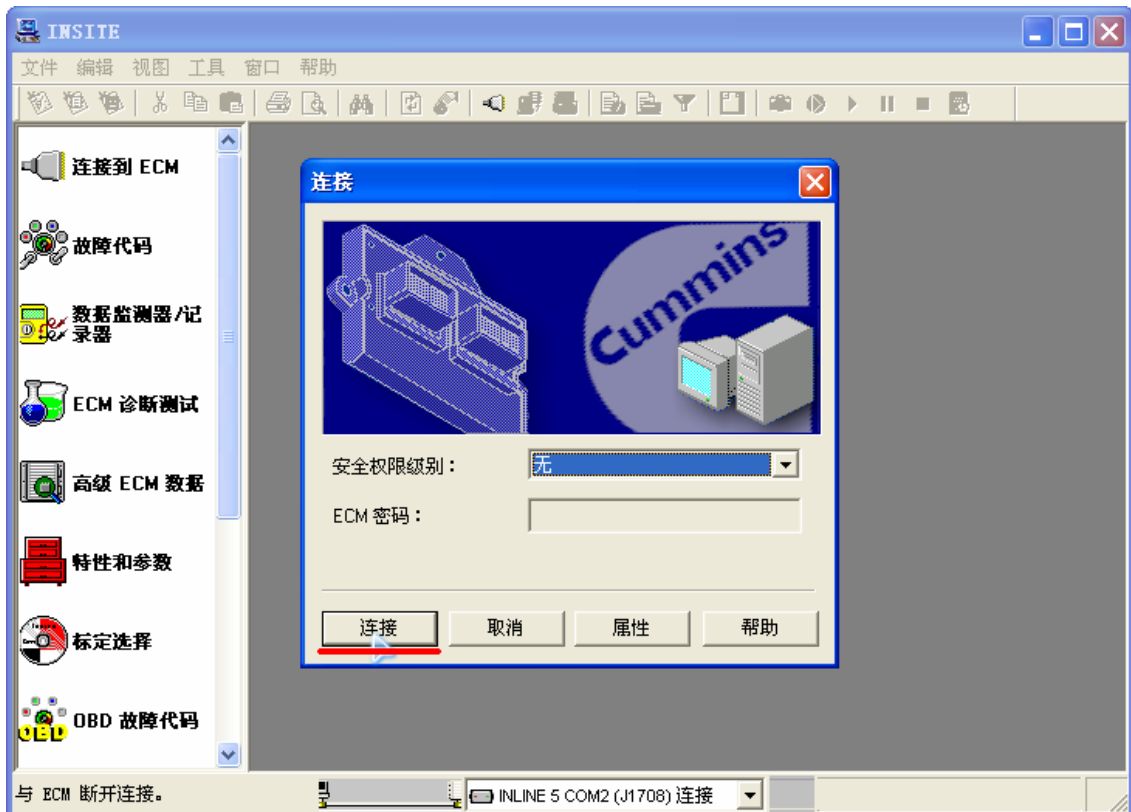 INSITE
文件 编辑 视图 工具 窗口 帮助
连接到 ECM
故障代码
数据监测器/记
录器
ECM 诊断测试
高级 ECM 数据
特性和参数
标定选择
OBD 故障代码
连接
Cummins
安全权限级别：
无
ECM 密码：
连接 取消 属性 帮助
与 ECM 断开连接。
INLINE 5 COM2 (J1708) 连接